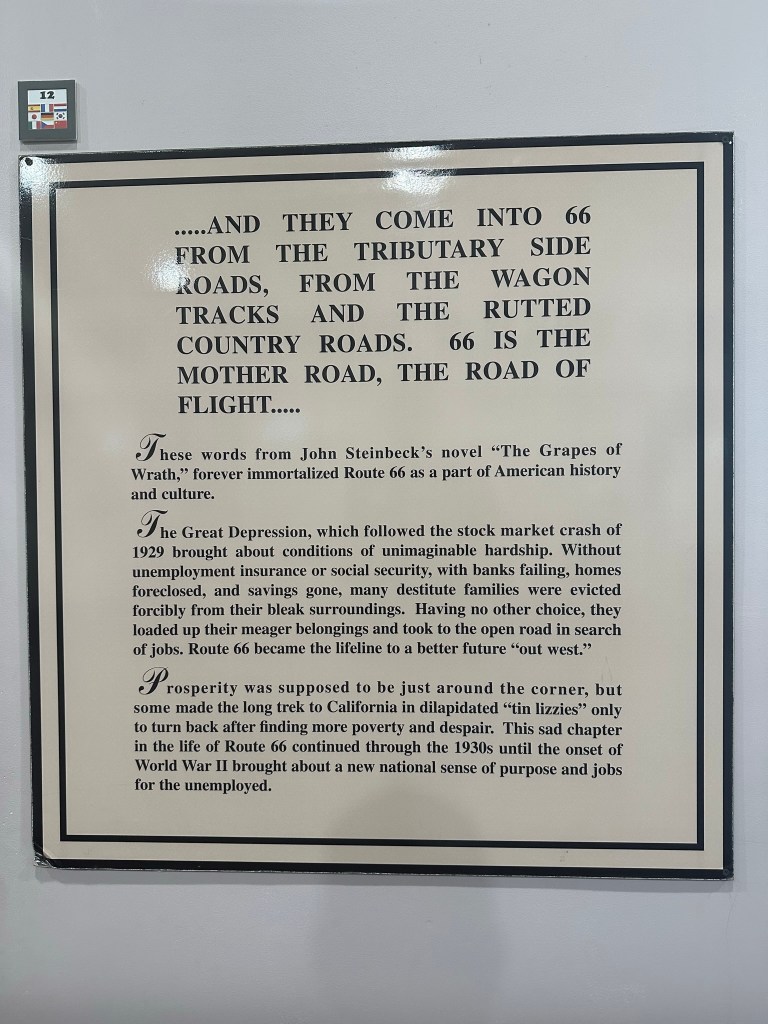 12
.....AND THEY COME INTO 66
FROM THE TRIBUTARY SIDE
ROADS, FROM THE WAGON
TRACKS AND THE RUTTED
COUNTRY ROADS. 66 IS THE
MOTHER ROAD, THE ROAD OF
FLIGHT.....
These words from John Steinbeck's novel "The Grapes of
Wrath," forever immortalized Route 66 as a part of American history
and culture.
The Great Depression, which followed the stock market crash of
1929 brought about conditions of unimaginable hardship. Without
unemployment insurance or social security, with banks failing, homes
foreclosed, and savings gone, many destitute families were evicted
forcibly from their bleak surroundings. Having no other choice, they
loaded up their meager belongings and took to the open road in search
of jobs. Route 66 became the lifeline to a better future "out west."
Prosperity was supposed to be just around the corner, but
some made the long trek to California in dilapidated "tin lizzies" only
to turn back after finding more poverty and despair. This sad chapter
in the life of Route 66 continued through the 1930s until the onset of
World War II brought about a new national sense of purpose and jobs
for the unemployed.